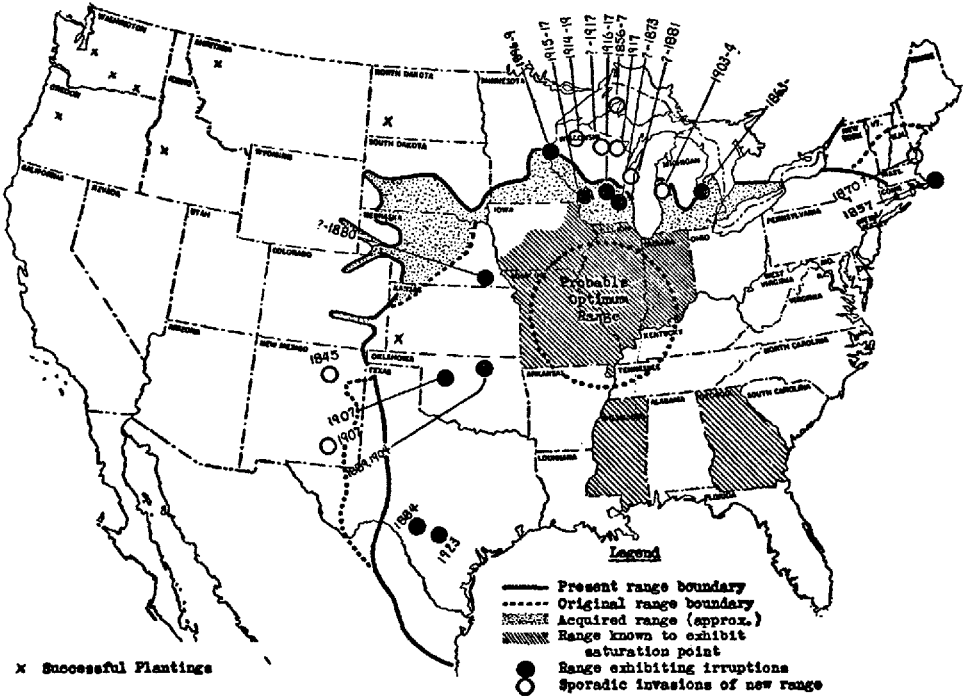 WASHINGTON
MONTANA
NORTH DAKOTA
MINNESOTA
OREGON
IDAHO
WYOMING
SOUTH DAKOTA
WISCONSIN
MICHIGAN
NEW YORK
VT.
N.H.
MASS.
CONN.
CALIFORNIA
NEVADA
UTAH
COLORADO
NEBRASKA
IOWA
KANSAS
OHIO
PENNSYLVANIA
WEST VIRGINIA
VIRGINIA
KENTUCKY
TENNESSEE
NORTH CAROLINA
SOUTH CAROLINA
ARIZONA
NEW MEXICO
OKLAHOMA
TEXAS
ARKANSAS
LOUISIANA
ALABAMA
FLORIDA
1915-17
1914-19
?-1917
1916-17
1856-7
1917
?-1873
?-1881
1903-4
1870
1857
?-1880
1845
1907
1907
1884
1923
Probable
Optimum
Range
Legend
Present range boundary
Original range boundary
Acquired range (approx.)
Range known to exhibit
saturation point
Range exhibiting irruptions
Sporadic invasions of new range
x Successful Plantings